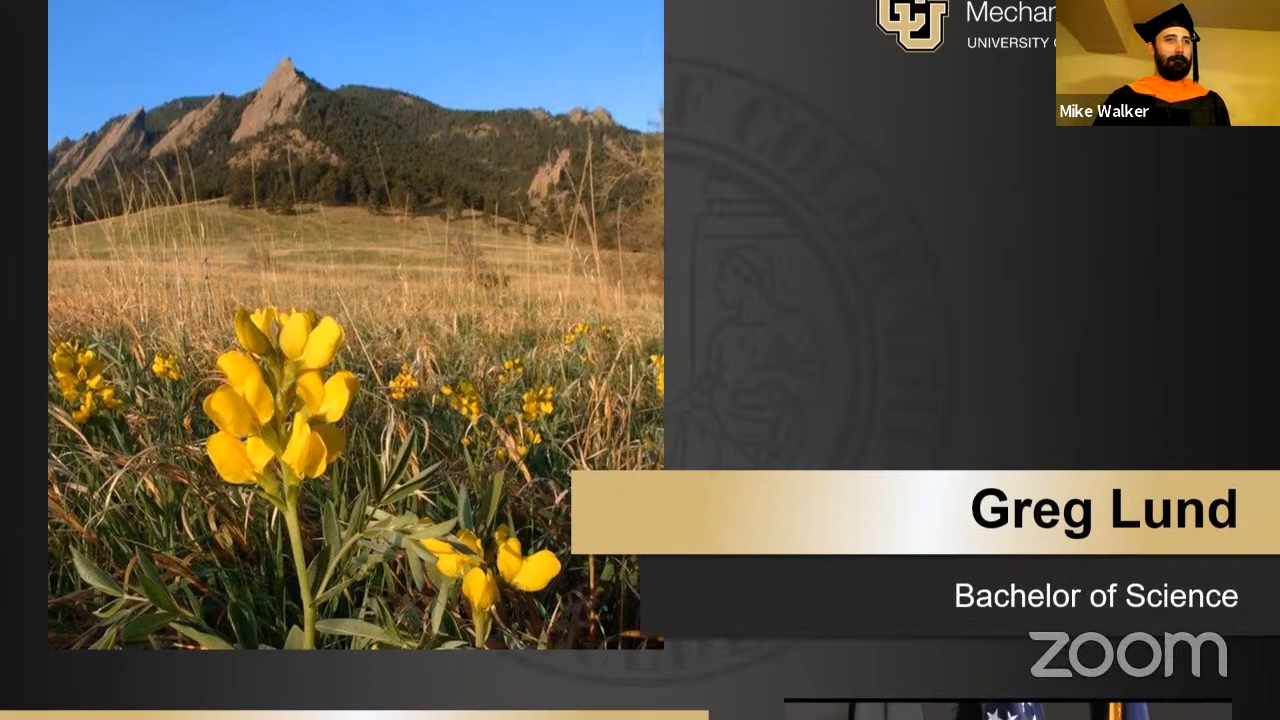 Mechan
UNIVERSITY O
Mike Walker
Greg Lund
Bachelor of Science
zoom